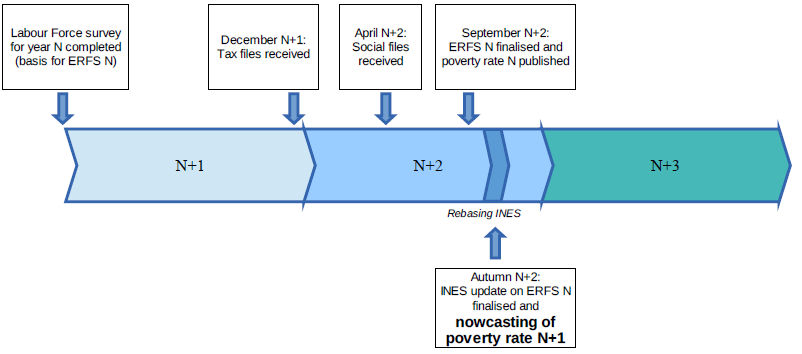 Labour Force survey
for year N completed
(basis for ERFS N)
December N+1:
Tax files received
April N+2:
Social files
received
September N+2:
ERFS N finalised and
poverty rate N published
N+1
N+2
N+3
Rebasing INES
Autumn N+2:
INES update on ERFS N
finalised and
nowcasting of
poverty rate N+1